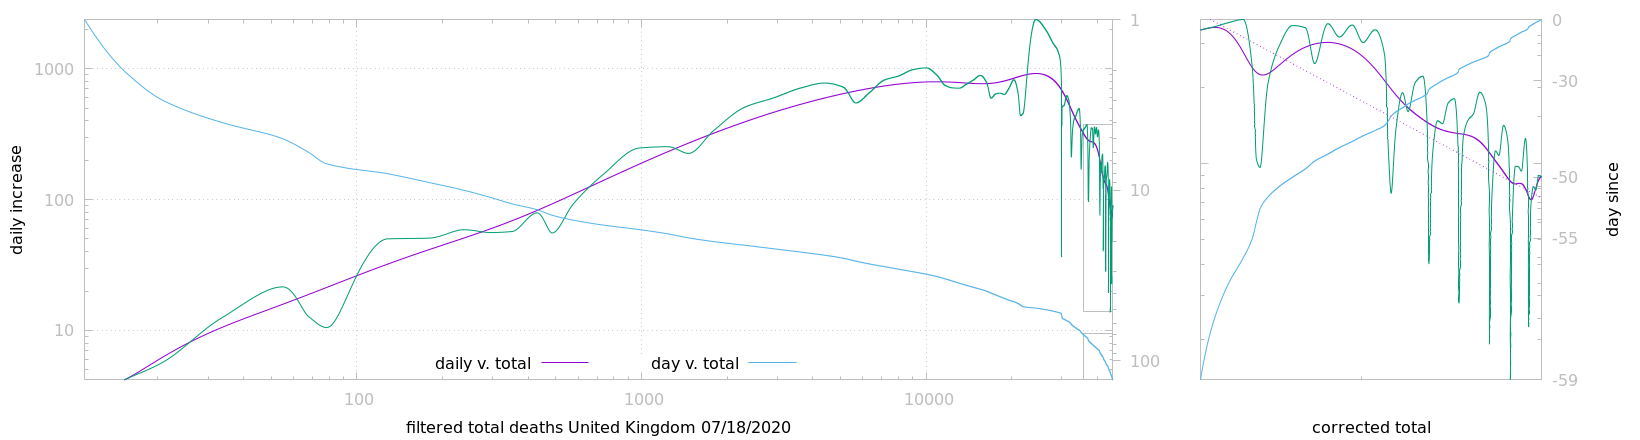 1
0
1000
-30
daily increase
-50
day since
100
10
-55
10
daily v. total
day v. total
100
-59
100
1000
10000
filtered total deaths United Kingdom 07/18/2020
corrected total